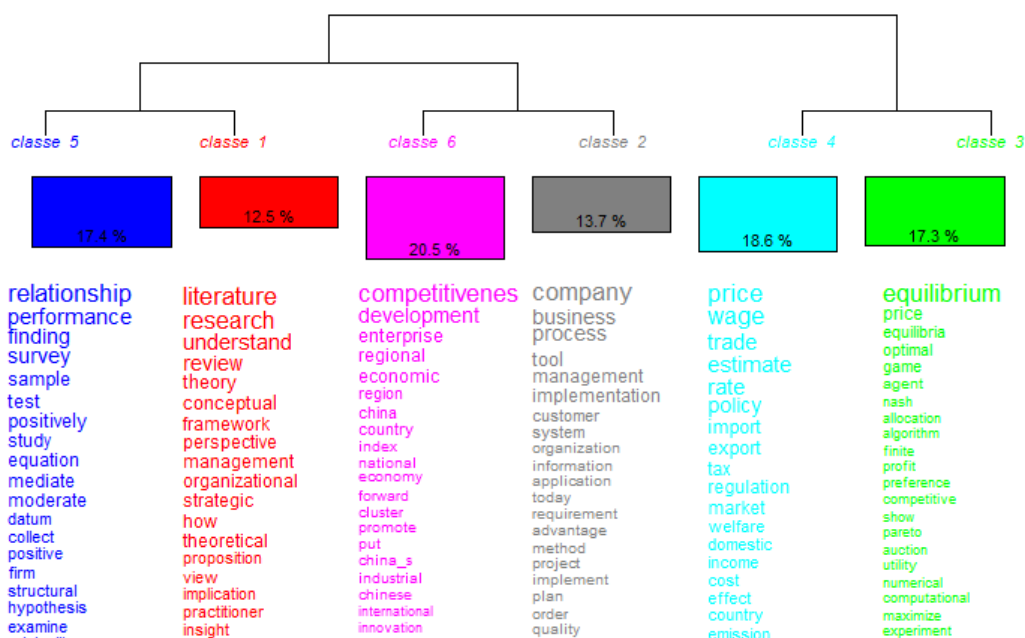 classe 5
classe 1
classe 6
classe 2
classe 4
classe 3
17.4 %
12.5 %
20.5 %
13.7 %
18.6 %
17.3 %
relationship
performance
finding
survey
sample
test
positively
study
equation
mediate
moderate
datum
collect
positive
firm
structural
hypothesis
examine
literature
research
understand
review
theory
conceptual
framework
perspective
management
organizational
strategic
how
theoretical
proposition
view
implication
practitioner
insight
competitivenes
development
enterprise
regional
economic
region
china
country
index
national
economy
forward
cluster
promote
put
china_s
industrial
chinese
international
innovation
company
business
process
tool
management
implementation
customer
system
organization
information
application
today
requirement
advantage
method
project
implement
plan
order
quality
price
wage
trade
estimate
rate
policy
import
export
tax
regulation
market
welfare
domestic
income
cost
effect
country
emission
equilibrium
price
equilibria
optimal
game
agent
nash
allocation
algorithm
finite
profit
preference
competitive
show
pareto
auction
utility
numerical
computational
maximize
experiment